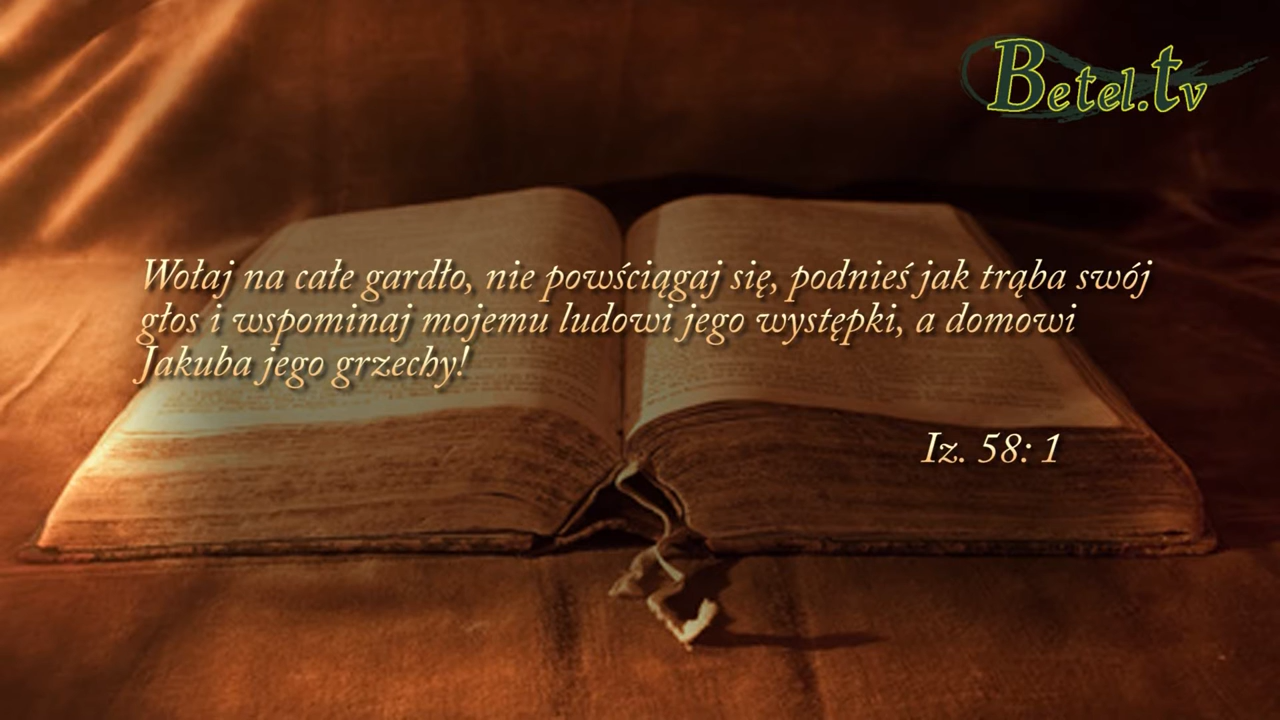 Betel.tv
Wołaj na całe gardło, nie powściągaj się, podnieś jak trąba swój
głos i wspominaj mojemu ludowi jego występki, a domowi
Jakuba jego grzechy!
Iz. 58: 1